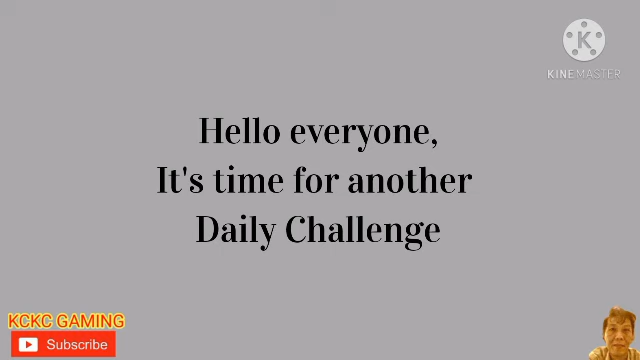 KINEMASTER
Hello everyone,
It's time for another
Daily Challenge
KCKC GAMING
Subscribe